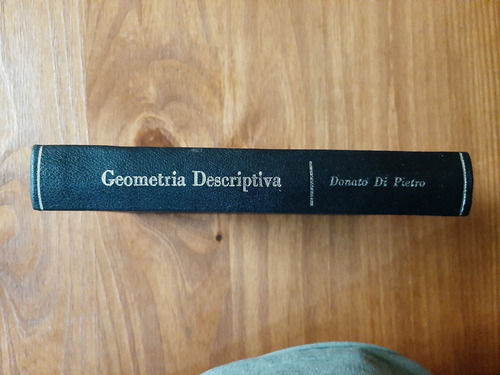 Geometria Descriptiva
Donato Di Pietro